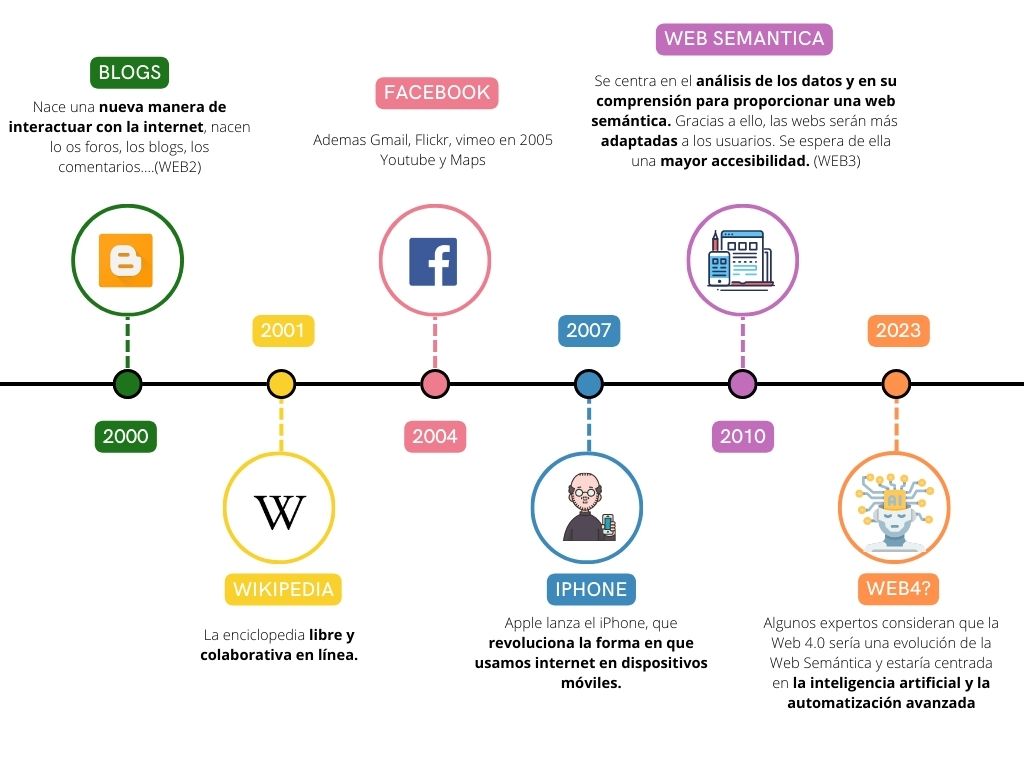 BLOGS
Nace una nueva manera de
interactuar con la internet, nacen
lo os foros, los blogs, los
comentarios....(WEB2)
2000
2001
W
WIKIPEDIA
La enciclopedia libre y
colaborativa en línea.
FACEBOOK
Ademas Gmail, Flickr, vimeo en 2005
Youtube y Maps
f
2004
2007
IPHONE
Apple lanza el iPhone, que
revoluciona la forma en que
usamos internet en dispositivos
móviles.
WEB SEMANTICA
Se centra en el análisis de los datos y en su
comprensión para proporcionar una web
semántica. Gracias a ello, las webs serán más
adaptadas a los usuarios. Se espera de ella
una mayor accesibilidad. (WEB3)
2010
2023
AI
WEB4?
Algunos expertos consideran que la
Web 4.0 sería una evolución de la
Web Semántica y estaría centrada
en la inteligencia artificial y la
automatización avanzada